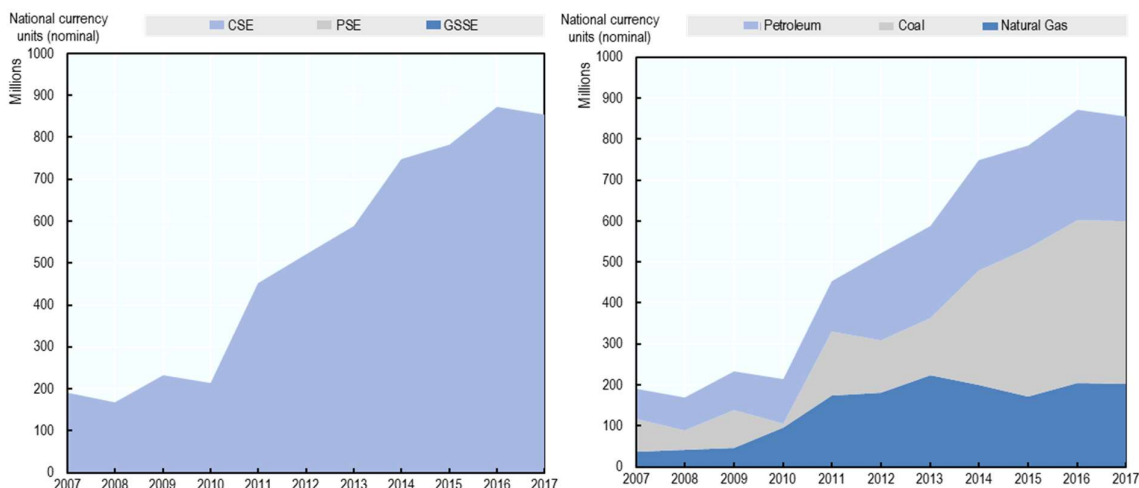 National currency
units (nominal)
CSE
PSE
GSSE
Millions
1000
900
800
700
600
500
400
300
200
100
0
2007 2008 2009 2010 2011 2012 2013 2014 2015 2016 2017
National currency
units (nominal)
Petroleum
Coal
Natural Gas
Millions
1000
900
800
700
600
500
400
300
200
100
0
2007 2008 2009 2010 2011 2012 2013 2014 2015 2016 2017